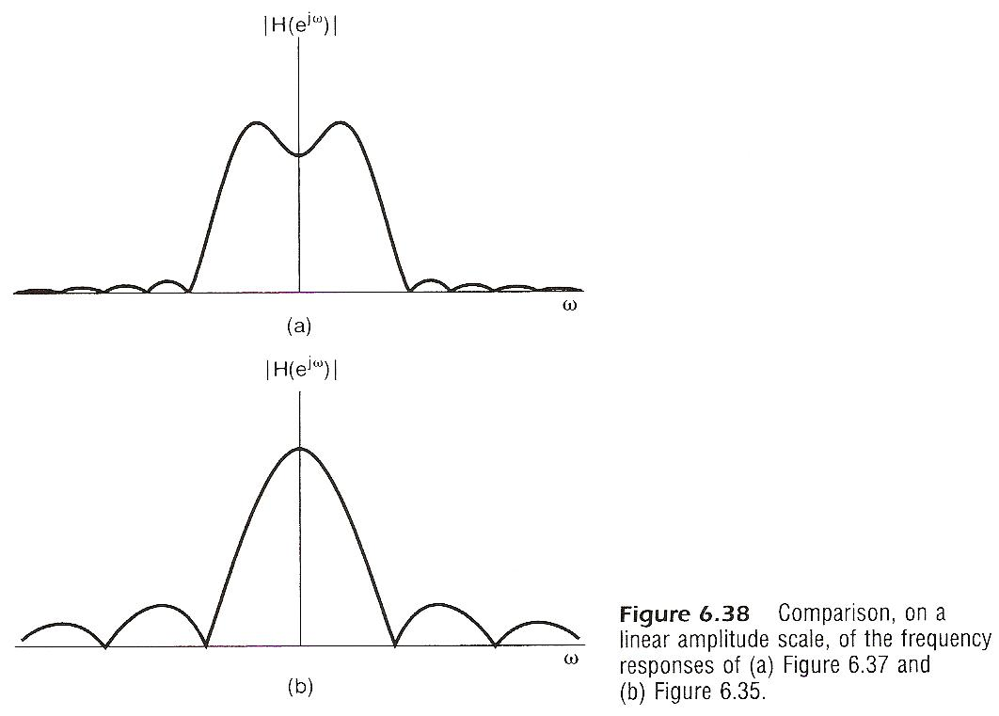 |H(e^jω)|
ω
(a)
|H(e^jω)|
ω
(b)
Figure 6.38 Comparison, on a
linear amplitude scale, of the frequency
responses of (a) Figure 6.37 and
(b) Figure 6.35.